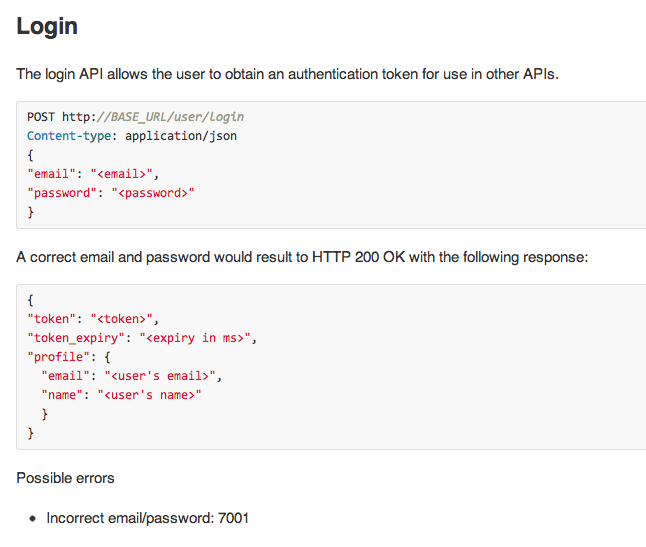 Login
The login API allows the user to obtain an authentication token for use in other APIs.
POST http://BASE_URL/user/login
Content-type: application/json
{
"email": "<email>",
"password": "<password>"
}
A correct email and password would result to HTTP 200 OK with the following response:
{
"token": "<token>",
"token_expiry": "<expiry in ms>",
"profile": {
  "email": "<user's email>",
  "name": "<user's name>"
  }
}
Possible errors
• Incorrect email/password: 7001